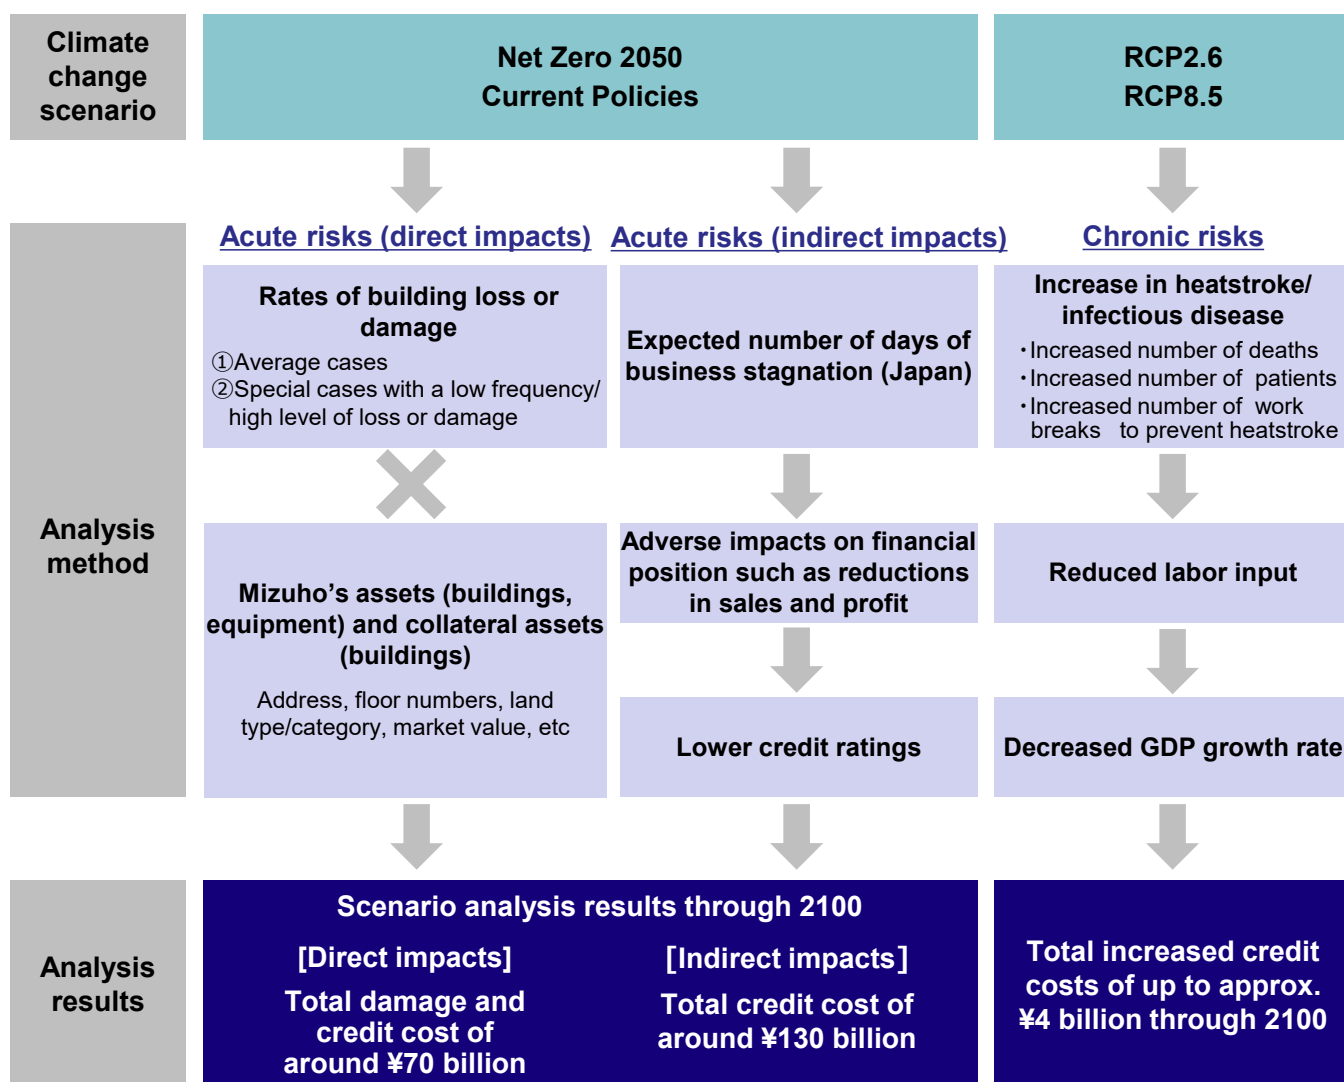 Climate
change
scenario
Net Zero 2050
Current Policies
RCP2.6
RCP8.5
Analysis
method
Acute risks (direct impacts)
Rates of building loss or
damage
①Average cases
②Special cases with a low frequency/
high level of loss or damage
Mizuho's assets (buildings,
equipment) and collateral assets
(buildings)
Address, floor numbers, land
type/category, market value, etc
Acute risks (indirect impacts)
Expected number of days of
business stagnation (Japan)
Adverse impacts on financial
position such as reductions
in sales and profit
Lower credit ratings
Chronic risks
Increase in heatstroke/
infectious disease
・Increased number of deaths
・Increased number of patients
・Increased number of work
breaks to prevent heatstroke
Reduced labor input
Decreased GDP growth rate
Analysis
results
Scenario analysis results through 2100
[Direct impacts]
Total damage and
credit cost of
around ¥70 billion
［Indirect impacts］
Total credit cost of
around ¥130 billion
Total increased credit
costs of up to approx.
¥4 billion through 2100